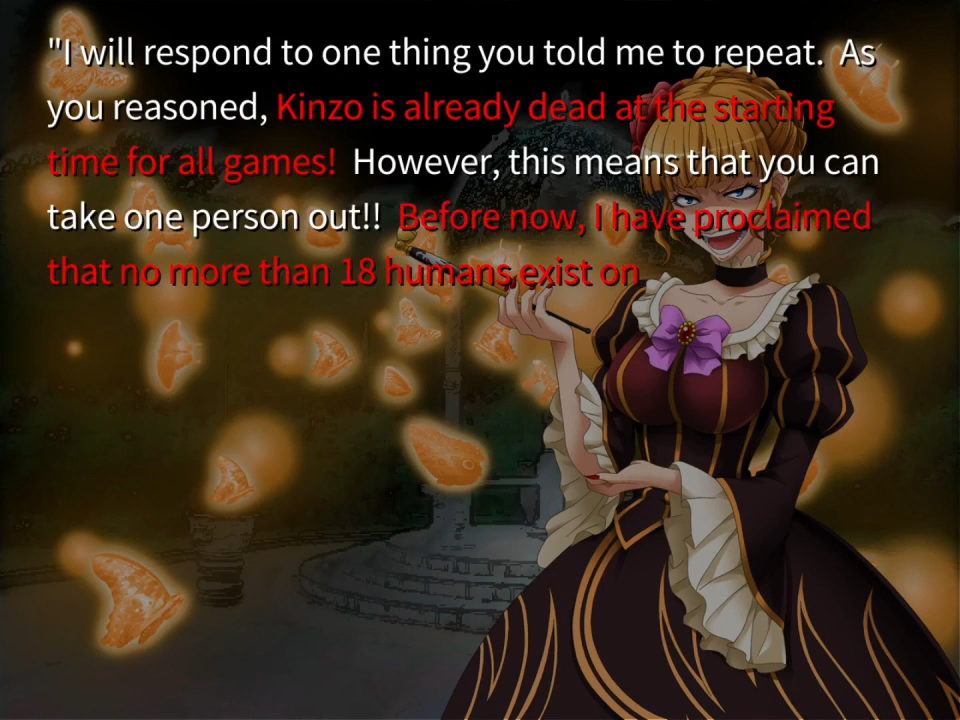 "I will respond to one thing you told me to repeat.  As
you reasoned, Kinzo is already dead at the starting
time for all games!  However, this means that you can
take one person out!!  Before now, I have proclaimed
that no more than 18 humans exist on